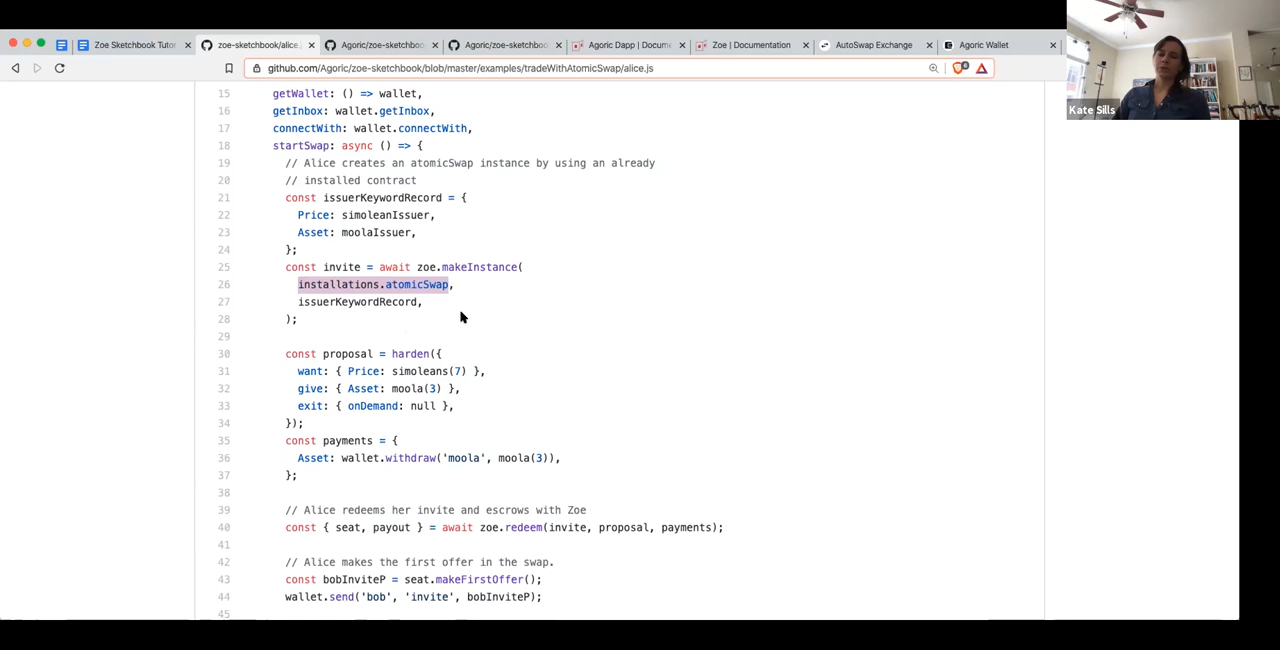 Zoe Sketchbook Tutor
zoe-sketchbook/alice.j
Agoric/zoe-sketchboo
Agoric/zoe-sketchboo
Agoric Dapp | Docume
Zoe | Documentation
AutoSwap Exchange
Agoric Wallet
github.com/Agoric/zoe-sketchbook/blob/master/examples/tradeWithAtomicSwap/alice.js
Kate Sills
15 getWallet: () => wallet,
16 getInbox: wallet.getInbox,
17 connectWith: wallet.connectWith,
18 startSwap: async () => {
19 // Alice creates an atomicSwap instance by using an already
20 // installed contract
21 const issuerKeywordRecord = {
22 Price: simoleanIssuer,
23 Asset: moolaIssuer,
24 };
25 const invite = await zoe.makeInstance(
26 installations.atomicSwap,
27 issuerKeywordRecord,
28 );
29
30 const proposal = harden({
31 want: { Price: simoleans(7) },
32 give: { Asset: moola(3) },
33 exit: { onDemand: null },
34 });
35 const payments = {
36 Asset: wallet.withdraw('moola', moola(3)),
37 };
38
39 // Alice redeems her invite and escrows with Zoe
40 const { seat, payout } = await zoe.redeem(invite, proposal, payments);
41
42 // Alice makes the first offer in the swap.
43 const bobInviteP = seat.makeFirstOffer();
44 wallet.send('bob', 'invite', bobInviteP);
45